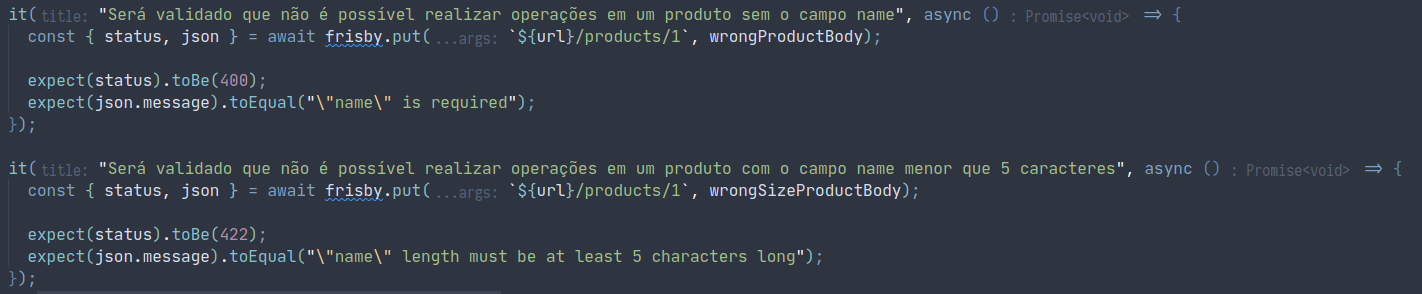 it( title: "Será validado que não é possível realizar operações em um produto sem o campo name", async () : Promise<void> => {
  const { status, json } = await frisby.put( ...args: `${url}/products/1`, wrongProductBody);

  expect(status).toBe(400);
  expect(json.message).toEqual("\"name\" is required");
});

it( title: "Será validado que não é possível realizar operações em um produto com o campo name menor que 5 caracteres", async () : Promise<void> => {
  const { status, json } = await frisby.put( ...args: `${url}/products/1`, wrongSizeProductBody);

  expect(status).toBe(422);
  expect(json.message).toEqual("\"name\" length must be at least 5 characters long");
});